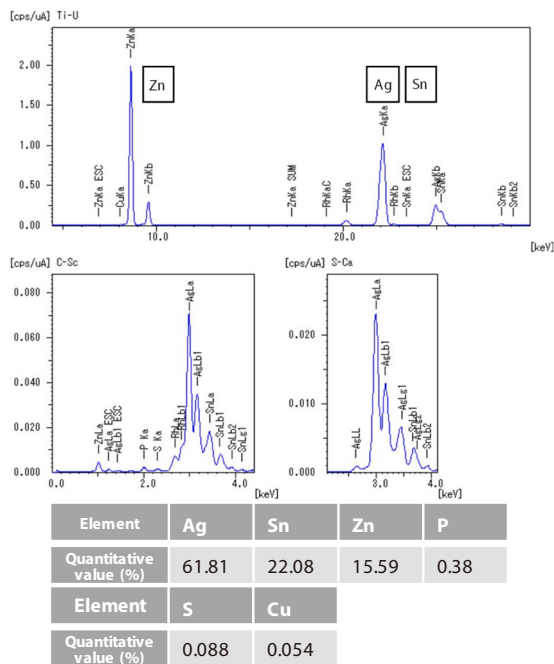 [cps/uA] Ti-U
ZnKa
Zn
Ag
Sn
2.00
1.50
1.00
0.50
0.00
ZnKa ESC
CuKa
ZnKb
ZnKa SUM
RhKaC
RhKa
AgKa
RhKb
SnKa ESC
AgKb
SnKa
SnKb
SnKb2
10.0
20.0
[keV]
[cps/uA] C-Sc
0.080
0.060
0.040
0.020
0.000
ZnLa
AgLa ESC
AgLb1 ESC
P Ka
S Ka
RhLa
RhLb1
AgLa
AgLb1
SnLa
SnLb1
SnLb2
SnLg1
0.0
2.0
4.0
[keV]
[cps/uA] S-Ca
0.020
0.010
0.000
AgLL
AgLa
AgLb1
AgLg1
SnLb1
AgLg2
SnLb2
3.0
4.0
[keV]
Element Ag Sn Zn P
Quantitative
value (%) 61.81 22.08 15.59 0.38
Element S Cu
Quantitative
value (%) 0.088 0.054